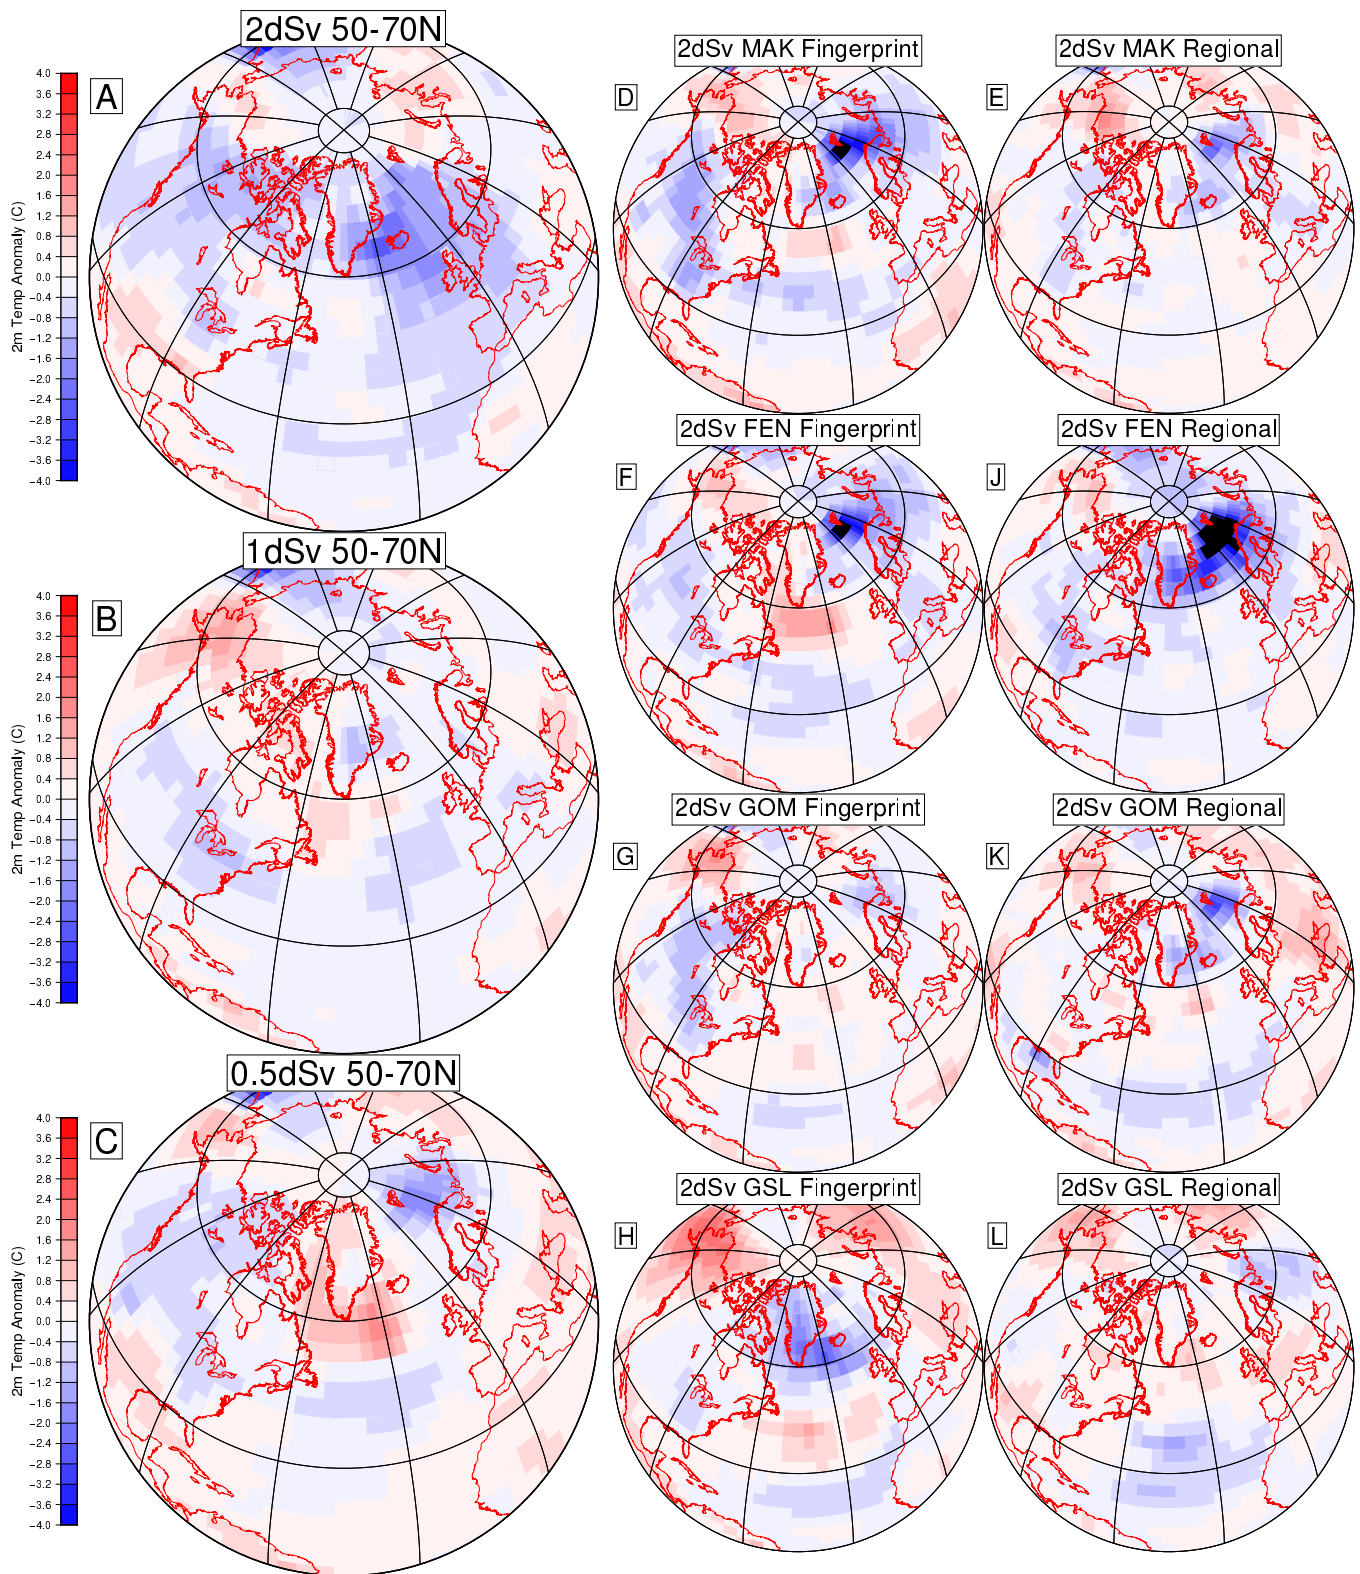 2dSv 50-70N
A
4.0
3.6
3.2
2.8
2.4
2.0
1.6
1.2
0.8
0.4
0.0
−0.4
−0.8
−1.2
−1.6
−2.0
−2.4
−2.8
−3.2
−3.6
−4.0
2m Temp Anomaly (C)
1dSv 50-70N
B
4.0
3.6
3.2
2.8
2.4
2.0
1.6
1.2
0.8
0.4
0.0
−0.4
−0.8
−1.2
−1.6
−2.0
−2.4
−2.8
−3.2
−3.6
−4.0
2m Temp Anomaly (C)
0.5dSv 50-70N
C
4.0
3.6
3.2
2.8
2.4
2.0
1.6
1.2
0.8
0.4
0.0
−0.4
−0.8
−1.2
−1.6
−2.0
−2.4
−2.8
−3.2
−3.6
−4.0
2m Temp Anomaly (C)
2dSv MAK Fingerprint
D
2dSv MAK Regional
E
2dSv FEN Fingerprint
F
2dSv FEN Regional
J
2dSv GOM Fingerprint
G
2dSv GOM Regional
K
2dSv GSL Fingerprint
H
2dSv GSL Regional
L